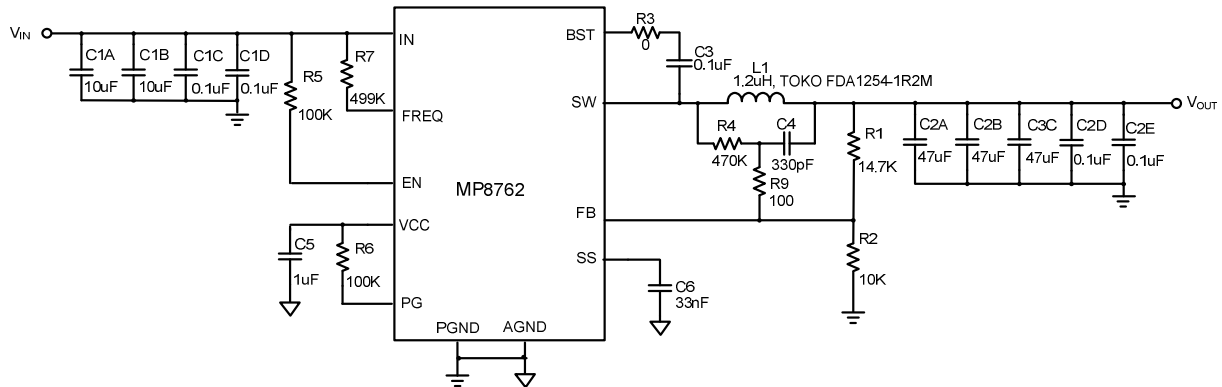 VIN
C1A
10uF
C1B
10uF
C1C
0.1uF
C1D
0.1uF
R5
100K
R7
499K
IN
FREQ
EN
VCC
PG
C5
1uF
R6
100K
MP8762
PGND
AGND
BST
SW
FB
SS
R3
0
C3
0.1uF
L1
1.2uH, TOKO FDA1254-1R2M
R4
470K
C4
330pF
R9
100
R1
14.7K
R2
10K
C6
33nF
C2A
47uF
C2B
47uF
C3C
47uF
C2D
0.1uF
C2E
0.1uF
VOUT